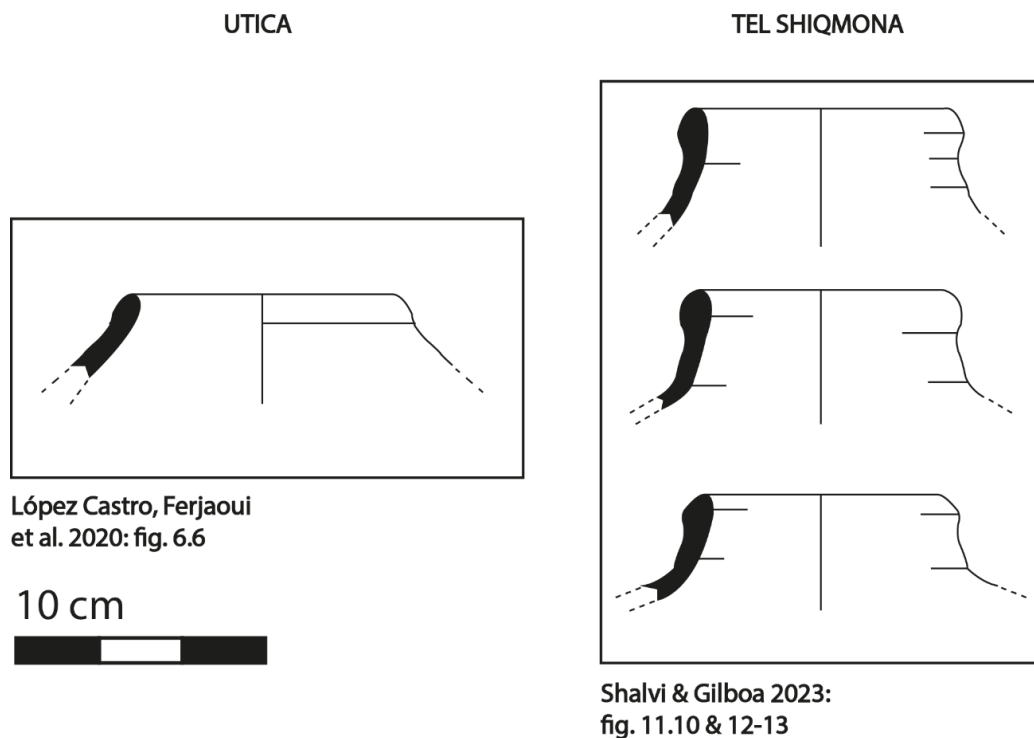 UTICA
TEL SHIQMONA
López Castro, Ferjaoui
et al. 2020: fig. 6.6
10 cm
Shalvi & Gilboa 2023:
fig. 11.10 & 12-13